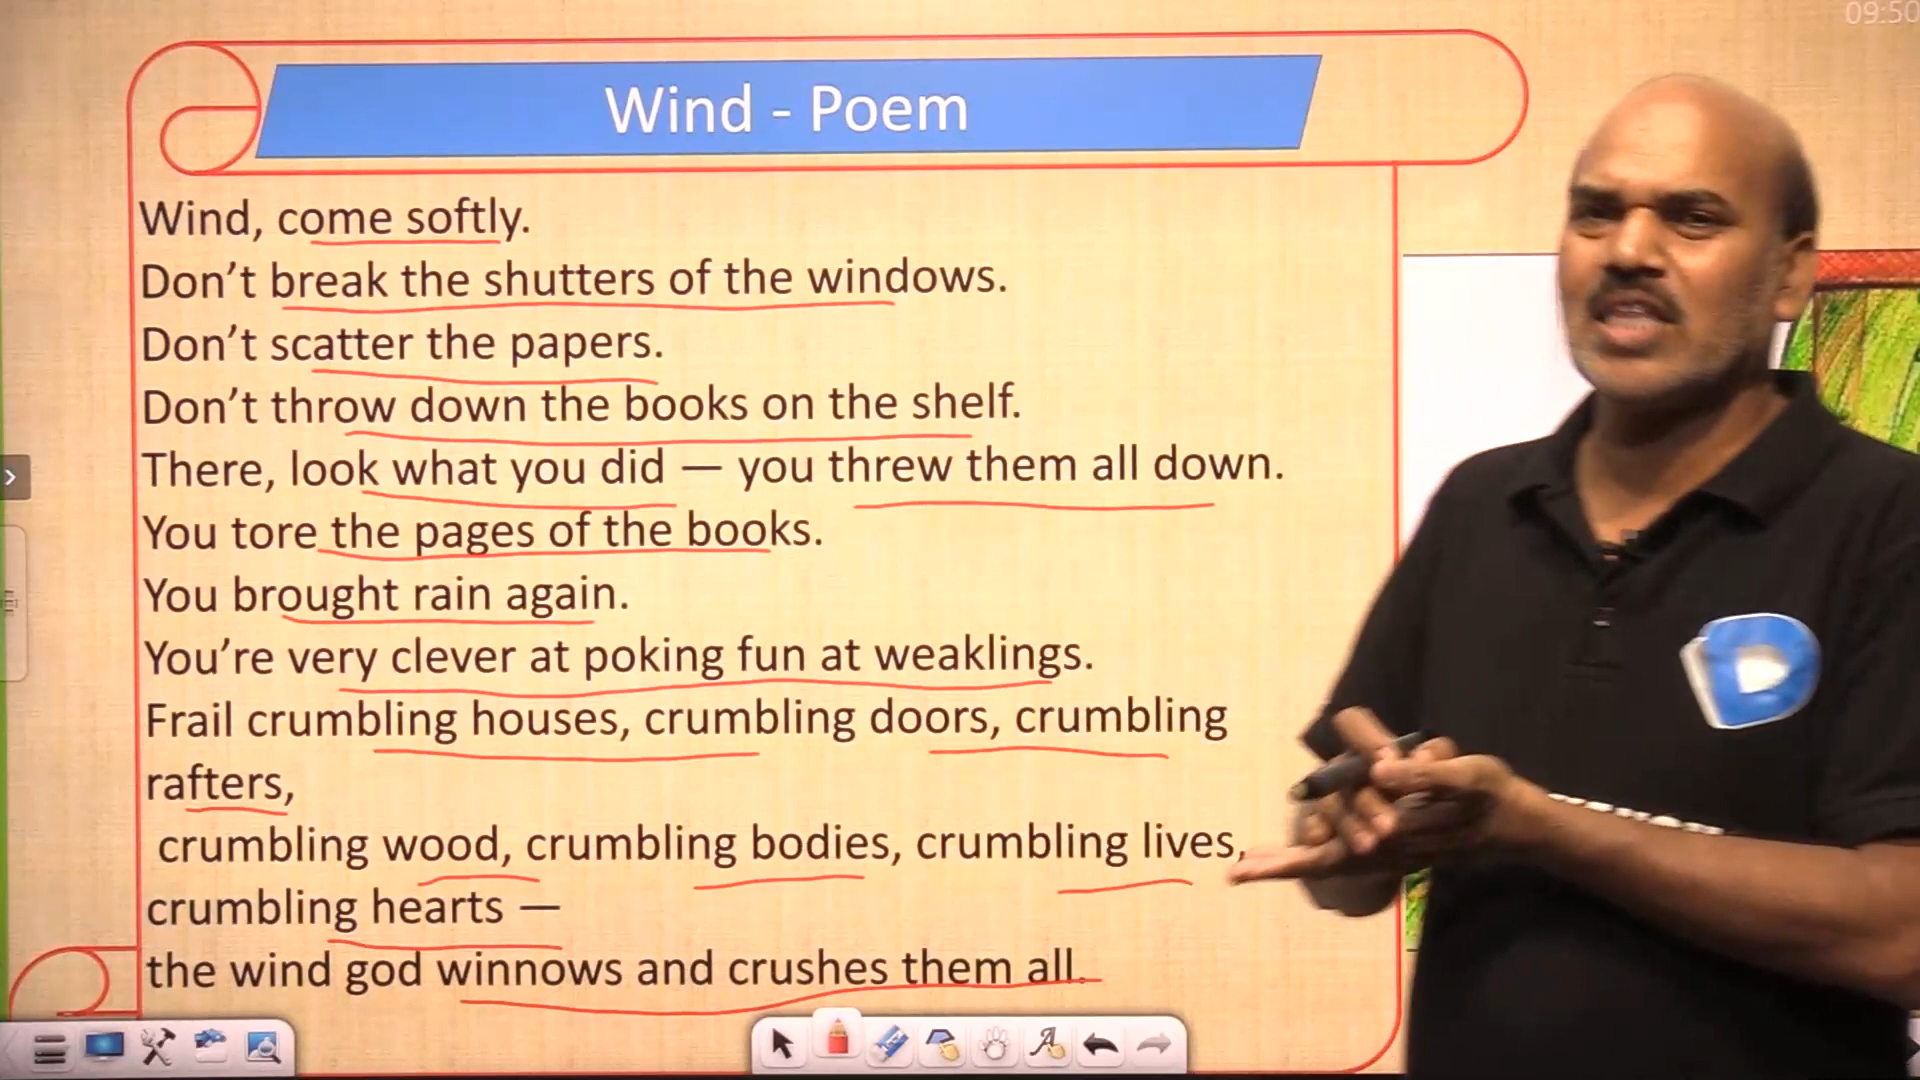 09:50
Wind - Poem
Wind, come softly.
Don’t break the shutters of the windows.
Don’t scatter the papers.
Don’t throw down the books on the shelf.
There, look what you did — you threw them all down.
You tore the pages of the books.
You brought rain again.
You’re very clever at poking fun at weaklings.
Frail crumbling houses, crumbling doors, crumbling
rafters,
crumbling wood, crumbling bodies, crumbling lives,
crumbling hearts —
the wind god winnows and crushes them all.